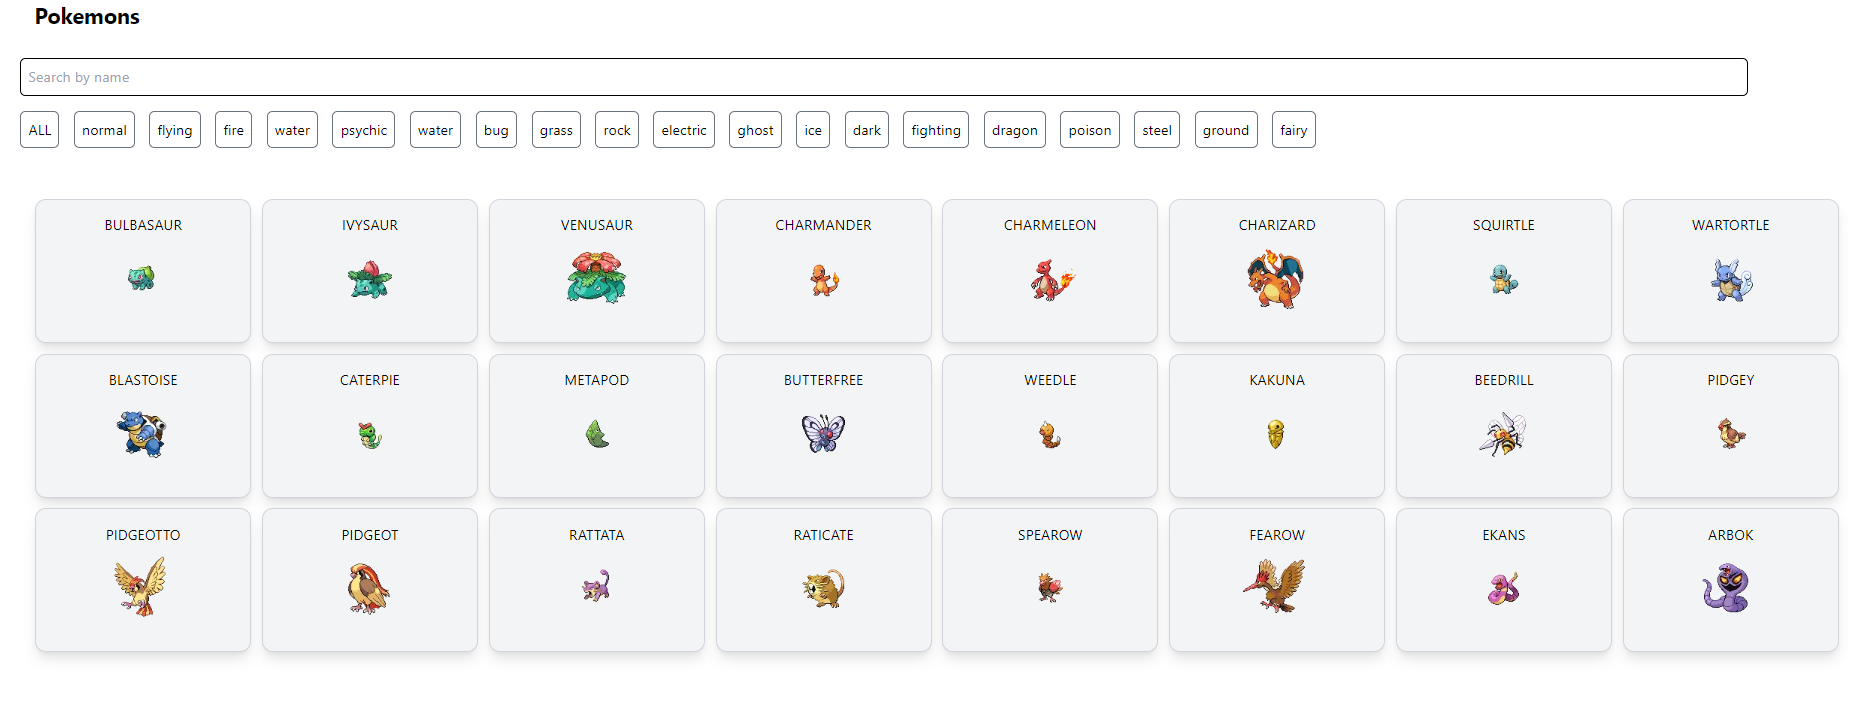 Pokemons
Search by name
ALL normal flying fire water psychic water bug grass rock electric ghost ice dark fighting dragon poison steel ground fairy
BULBASAUR IVYSAUR VENUSAUR CHARMANDER CHARMELEON CHARIZARD SQUIRTLE WARTORTLE
BLASTOISE CATERPIE METAPOD BUTTERFREE WEEDLE KAKUNA BEEDRILL PIDGEY
PIDGEOTTO PIDGEOT RATTATA RATICATE SPEAROW FEAROW EKANS ARBOK